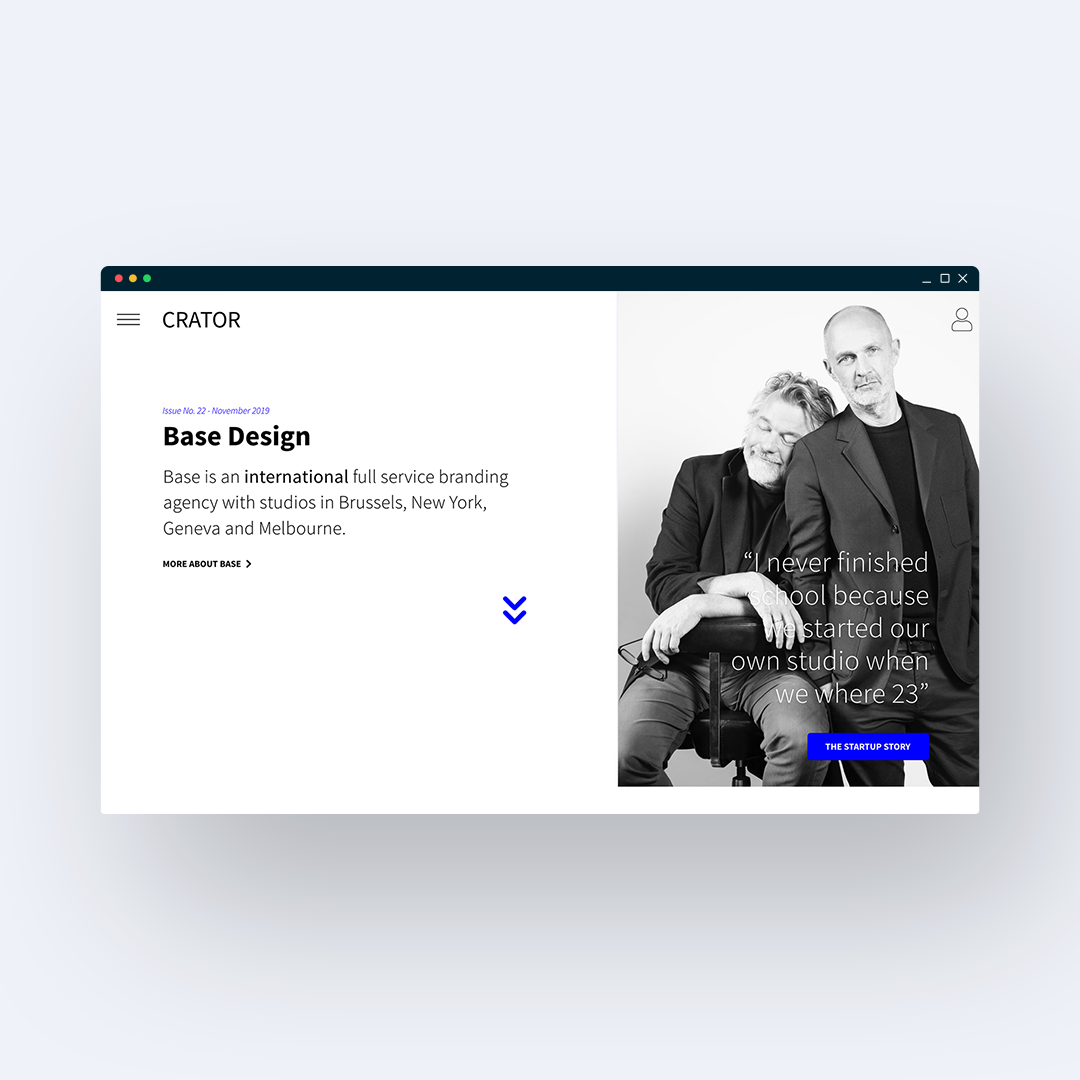 CRATOR
Issue No. 22 - November 2019
Base Design
Base is an international full service branding
agency with studios in Brussels, New York,
Geneva and Melbourne.
MORE ABOUT BASE
“I never finished
school because
we started our
own studio when
we where 23”
THE STARTUP STORY